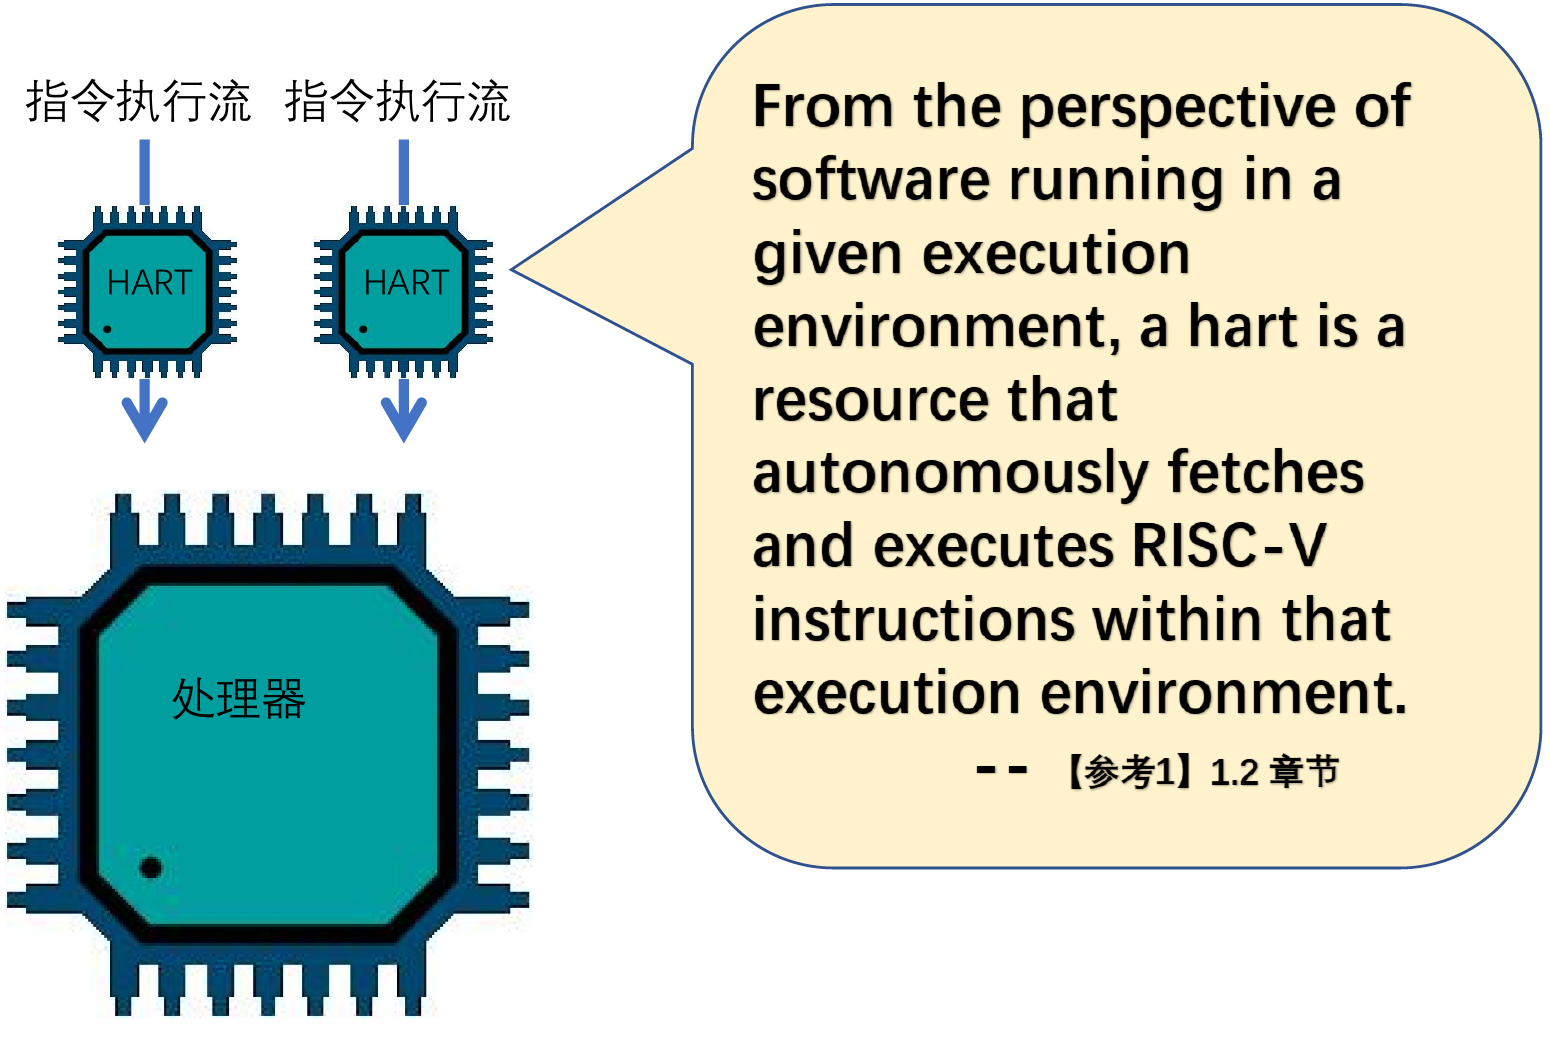 指令执行流 指令执行流
HART HART
处理器
From the perspective of
software running in a
given execution
environment, a hart is a
resource that
autonomously fetches
and executes RISC-V
instructions within that
execution environment.
-- 【参考1】1.2 章节